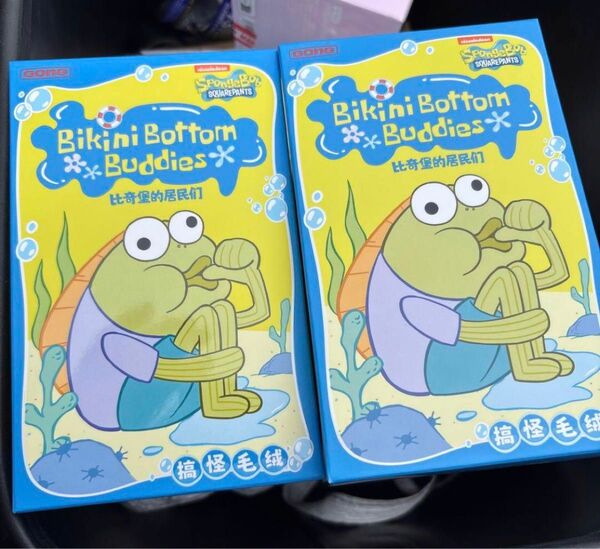 GONG
nickelodeon
SpongeBob
SQUAREPANTS
Bikini Bottom
Buddies
比奇堡的居民们
搞怪毛绒
GONG
nickelodeon
SpongeBob
SQUAREPANTS
Bikini Bottom
Buddies
比奇堡的居民们
搞怪毛绒